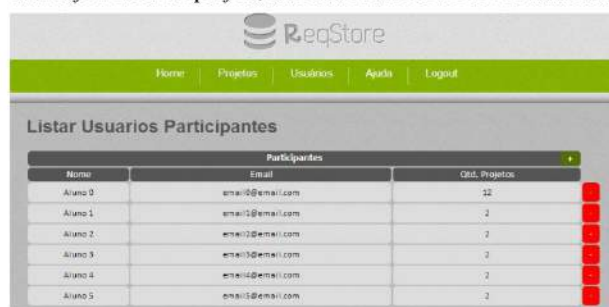 ReqStore
Home Projetos Usuários Ajuda Logout
Listar Usuarios Participantes
Participantes +
Nome Email Qtd. Projetos
Aluno 0 email0@email.com 12 -
Aluno 1 email1@email.com 2 -
Aluno 2 email2@email.com 2 -
Aluno 3 email3@email.com 2 -
Aluno 4 email4@email.com 2 -
Aluno 5 email5@email.com 2 -